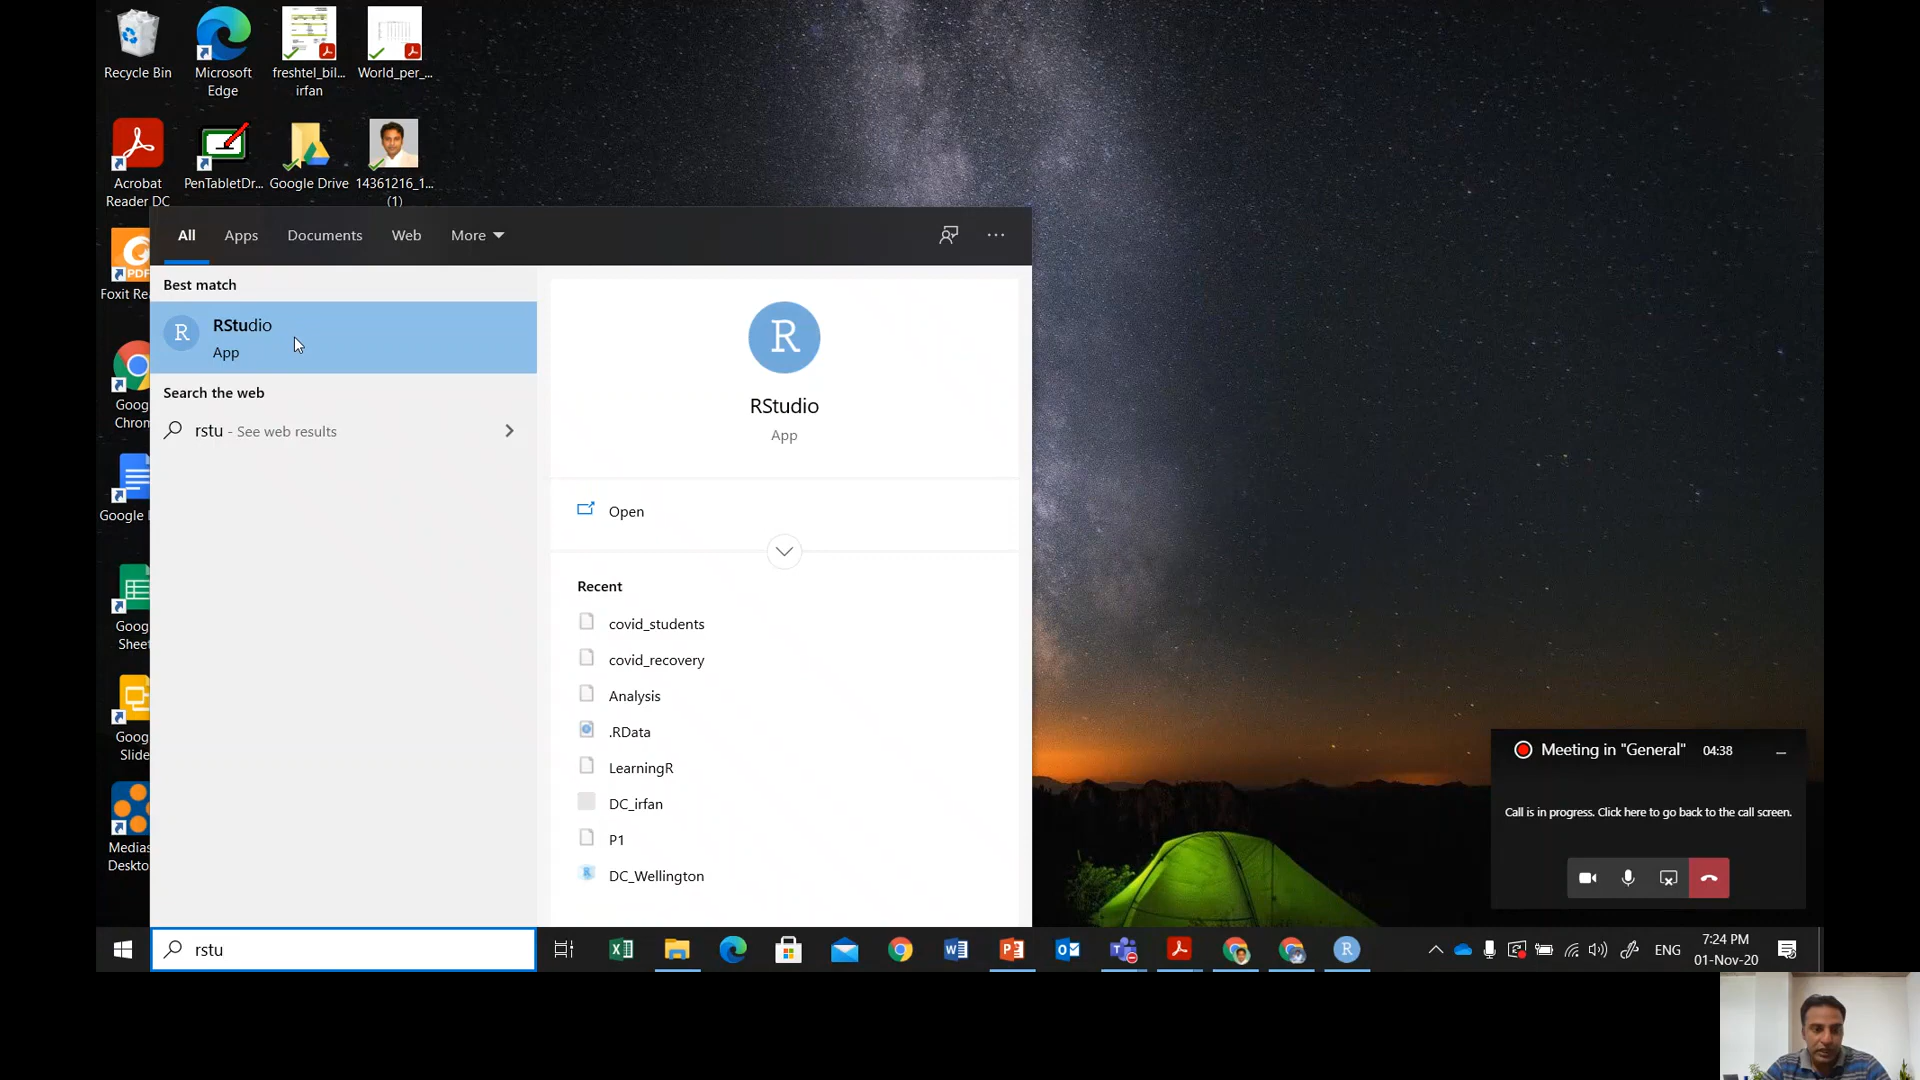 Recycle Bin
Microsoft
Edge
freshtel_bil...
irfan
World_per_...
Acrobat
Reader DC
PenTabletDr...
Google Drive
14361216_1...
(1)
PDF
Foxit Re
Goog
Chrom
Google
Goog
Sheet
Goog
Slide
Medias
Deskto
All
Apps
Documents
Web
More
Best match
R
RStudio
App
Search the web
rstu - See web results
R
RStudio
App
Open
Recent
covid_students
covid_recovery
Analysis
.RData
LearningR
DC_irfan
P1
DC_Wellington
Meeting in "General"
04:38
Call is in progress. Click here to go back to the call screen.
rstu
ENG
7:24 PM
01-Nov-20